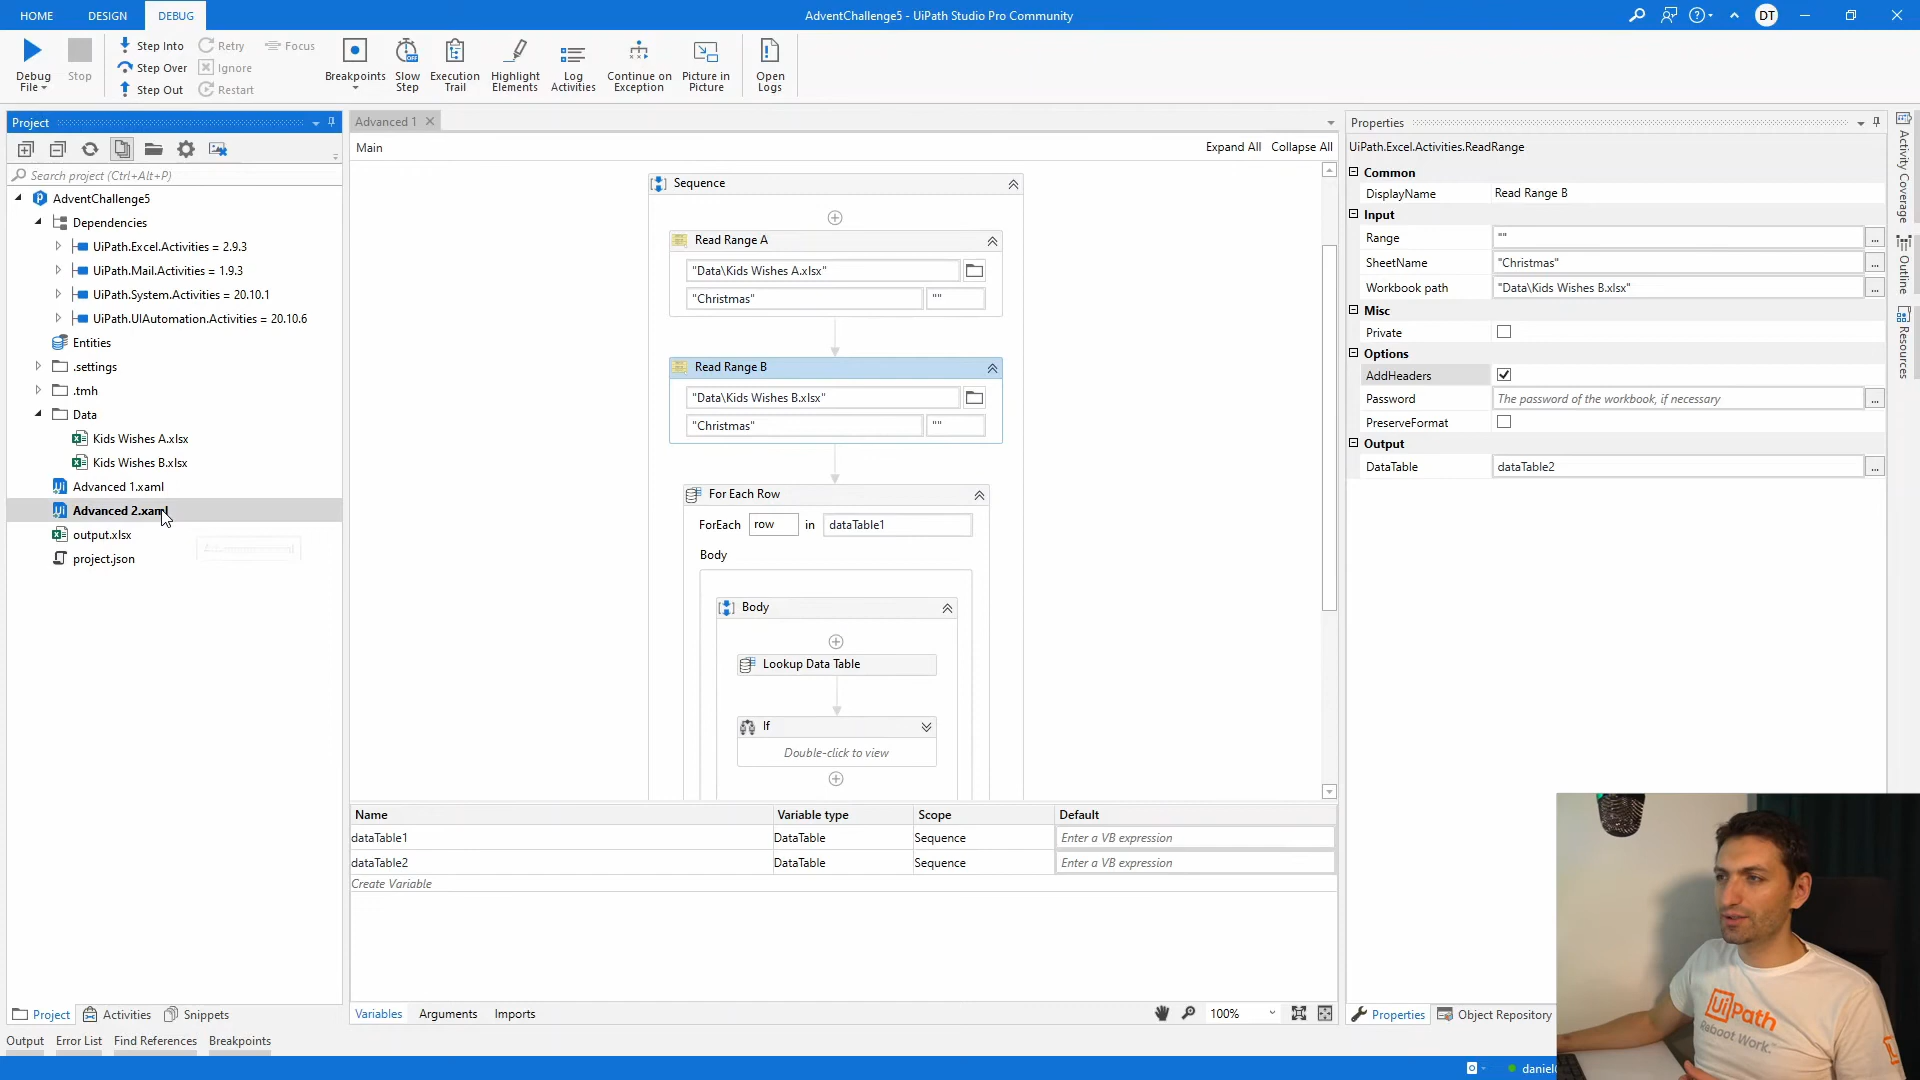 HOME
DESIGN
DEBUG
AdventChallenge5 - UiPath Studio Pro Community
DT
Debug File
Stop
Step Into
Step Over
Step Out
Retry
Ignore
Restart
Focus
Breakpoints
Slow Step
Execution Trail
Highlight Elements
Log Activities
Continue on Exception
Picture in Picture
Open Logs
Project
Search project (Ctrl+Alt+P)
AdventChallenge5
Dependencies
UiPath.Excel.Activities = 2.9.3
UiPath.Mail.Activities = 1.9.3
UiPath.System.Activities = 20.10.1
UiPath.UIAutomation.Activities = 20.10.6
Entities
.settings
.tmh
Data
Kids Wishes A.xlsx
Kids Wishes B.xlsx
Advanced 1.xaml
Advanced 2.xaml
output.xlsx
project.json
Project
Activities
Snippets
Output
Error List
Find References
Breakpoints
Advanced 1
Main
Expand All
Collapse All
Sequence
Read Range A
"Data\Kids Wishes A.xlsx"
"Christmas"
""
Read Range B
"Data\Kids Wishes B.xlsx"
"Christmas"
""
For Each Row
ForEach row in dataTable1
Body
Body
Lookup Data Table
If
Double-click to view
Name Variable type Scope Default
dataTable1 DataTable Sequence Enter a VB expression
dataTable2 DataTable Sequence Enter a VB expression
Create Variable
Variables
Arguments
Imports
100%
Properties
UiPath.Excel.Activities.ReadRange
Common
DisplayName Read Range B
Input
Range ""
SheetName "Christmas"
Workbook path "Data\Kids Wishes B.xlsx"
Misc
Private
Options
AddHeaders
Password The password of the workbook, if necessary
PreserveFormat
Output
DataTable dataTable2
Properties
Object Repository
Activity Coverage
Outline
Resources
UiPath
Reboot Work.